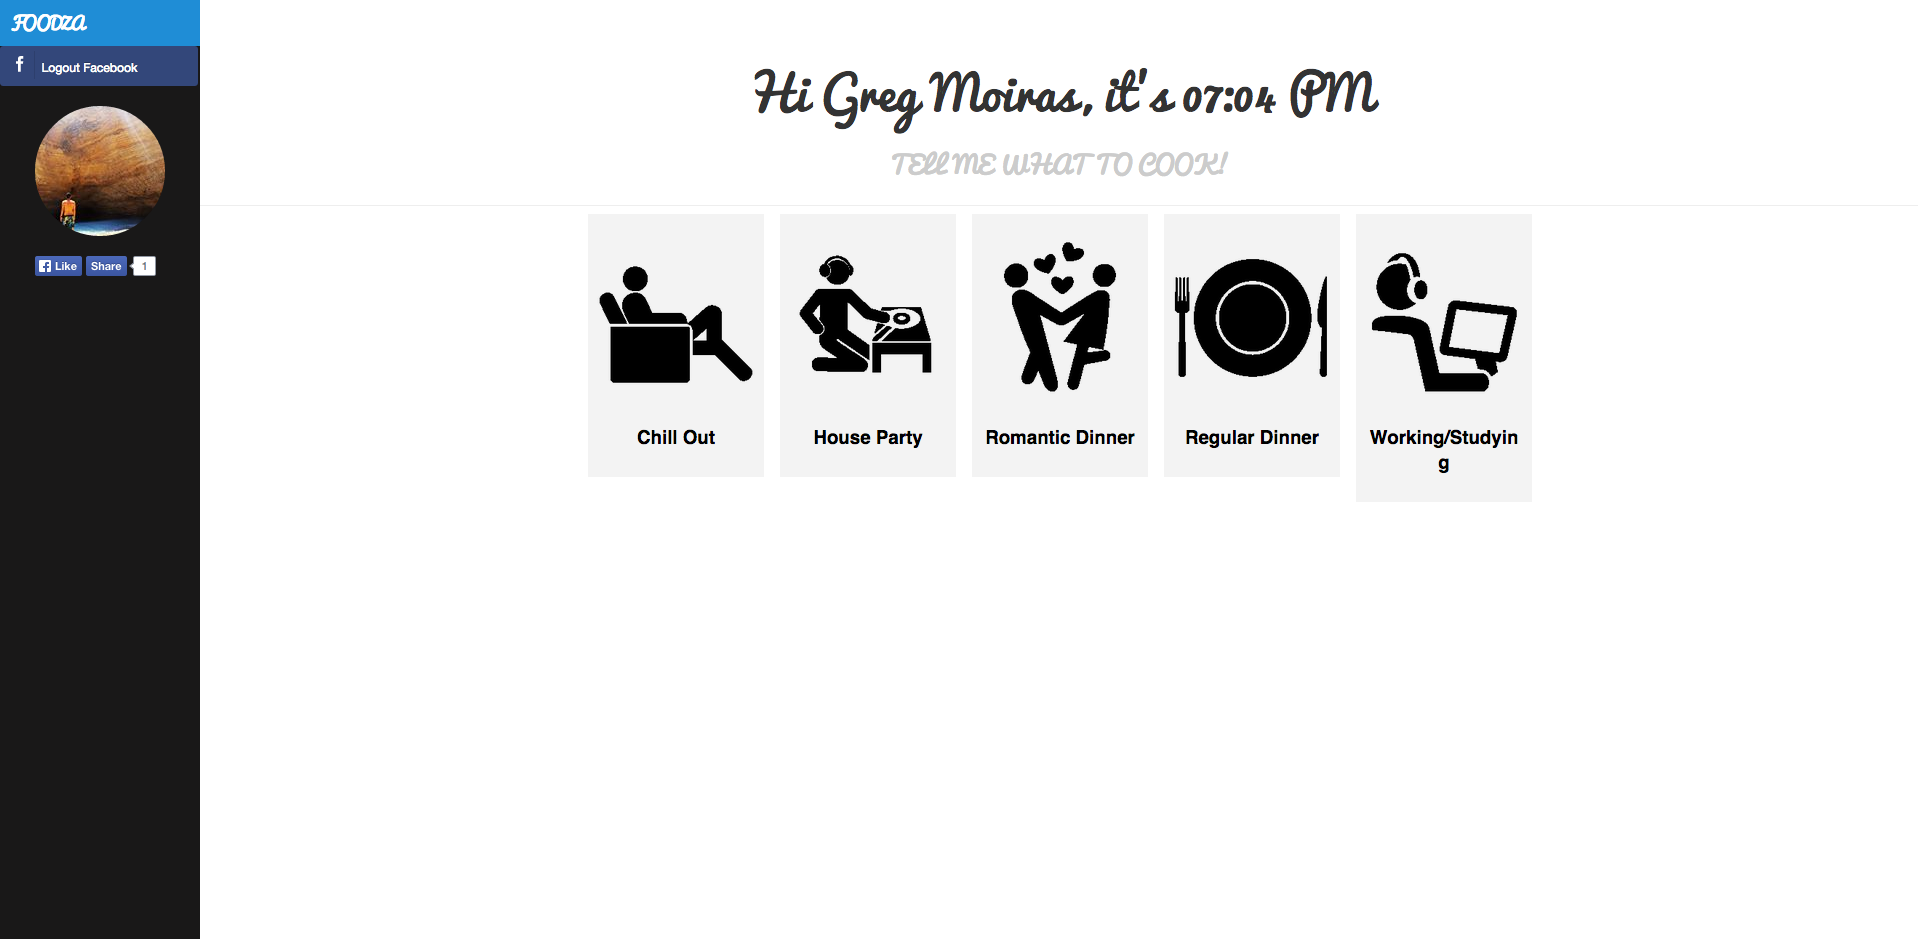 FOODZA
f Logout Facebook
Like Share 1
Hi Greg Moiras, it's 07:04 PM
TELL ME WHAT TO COOK!
Chill Out
House Party
Romantic Dinner
Regular Dinner
Working/Studyin
g